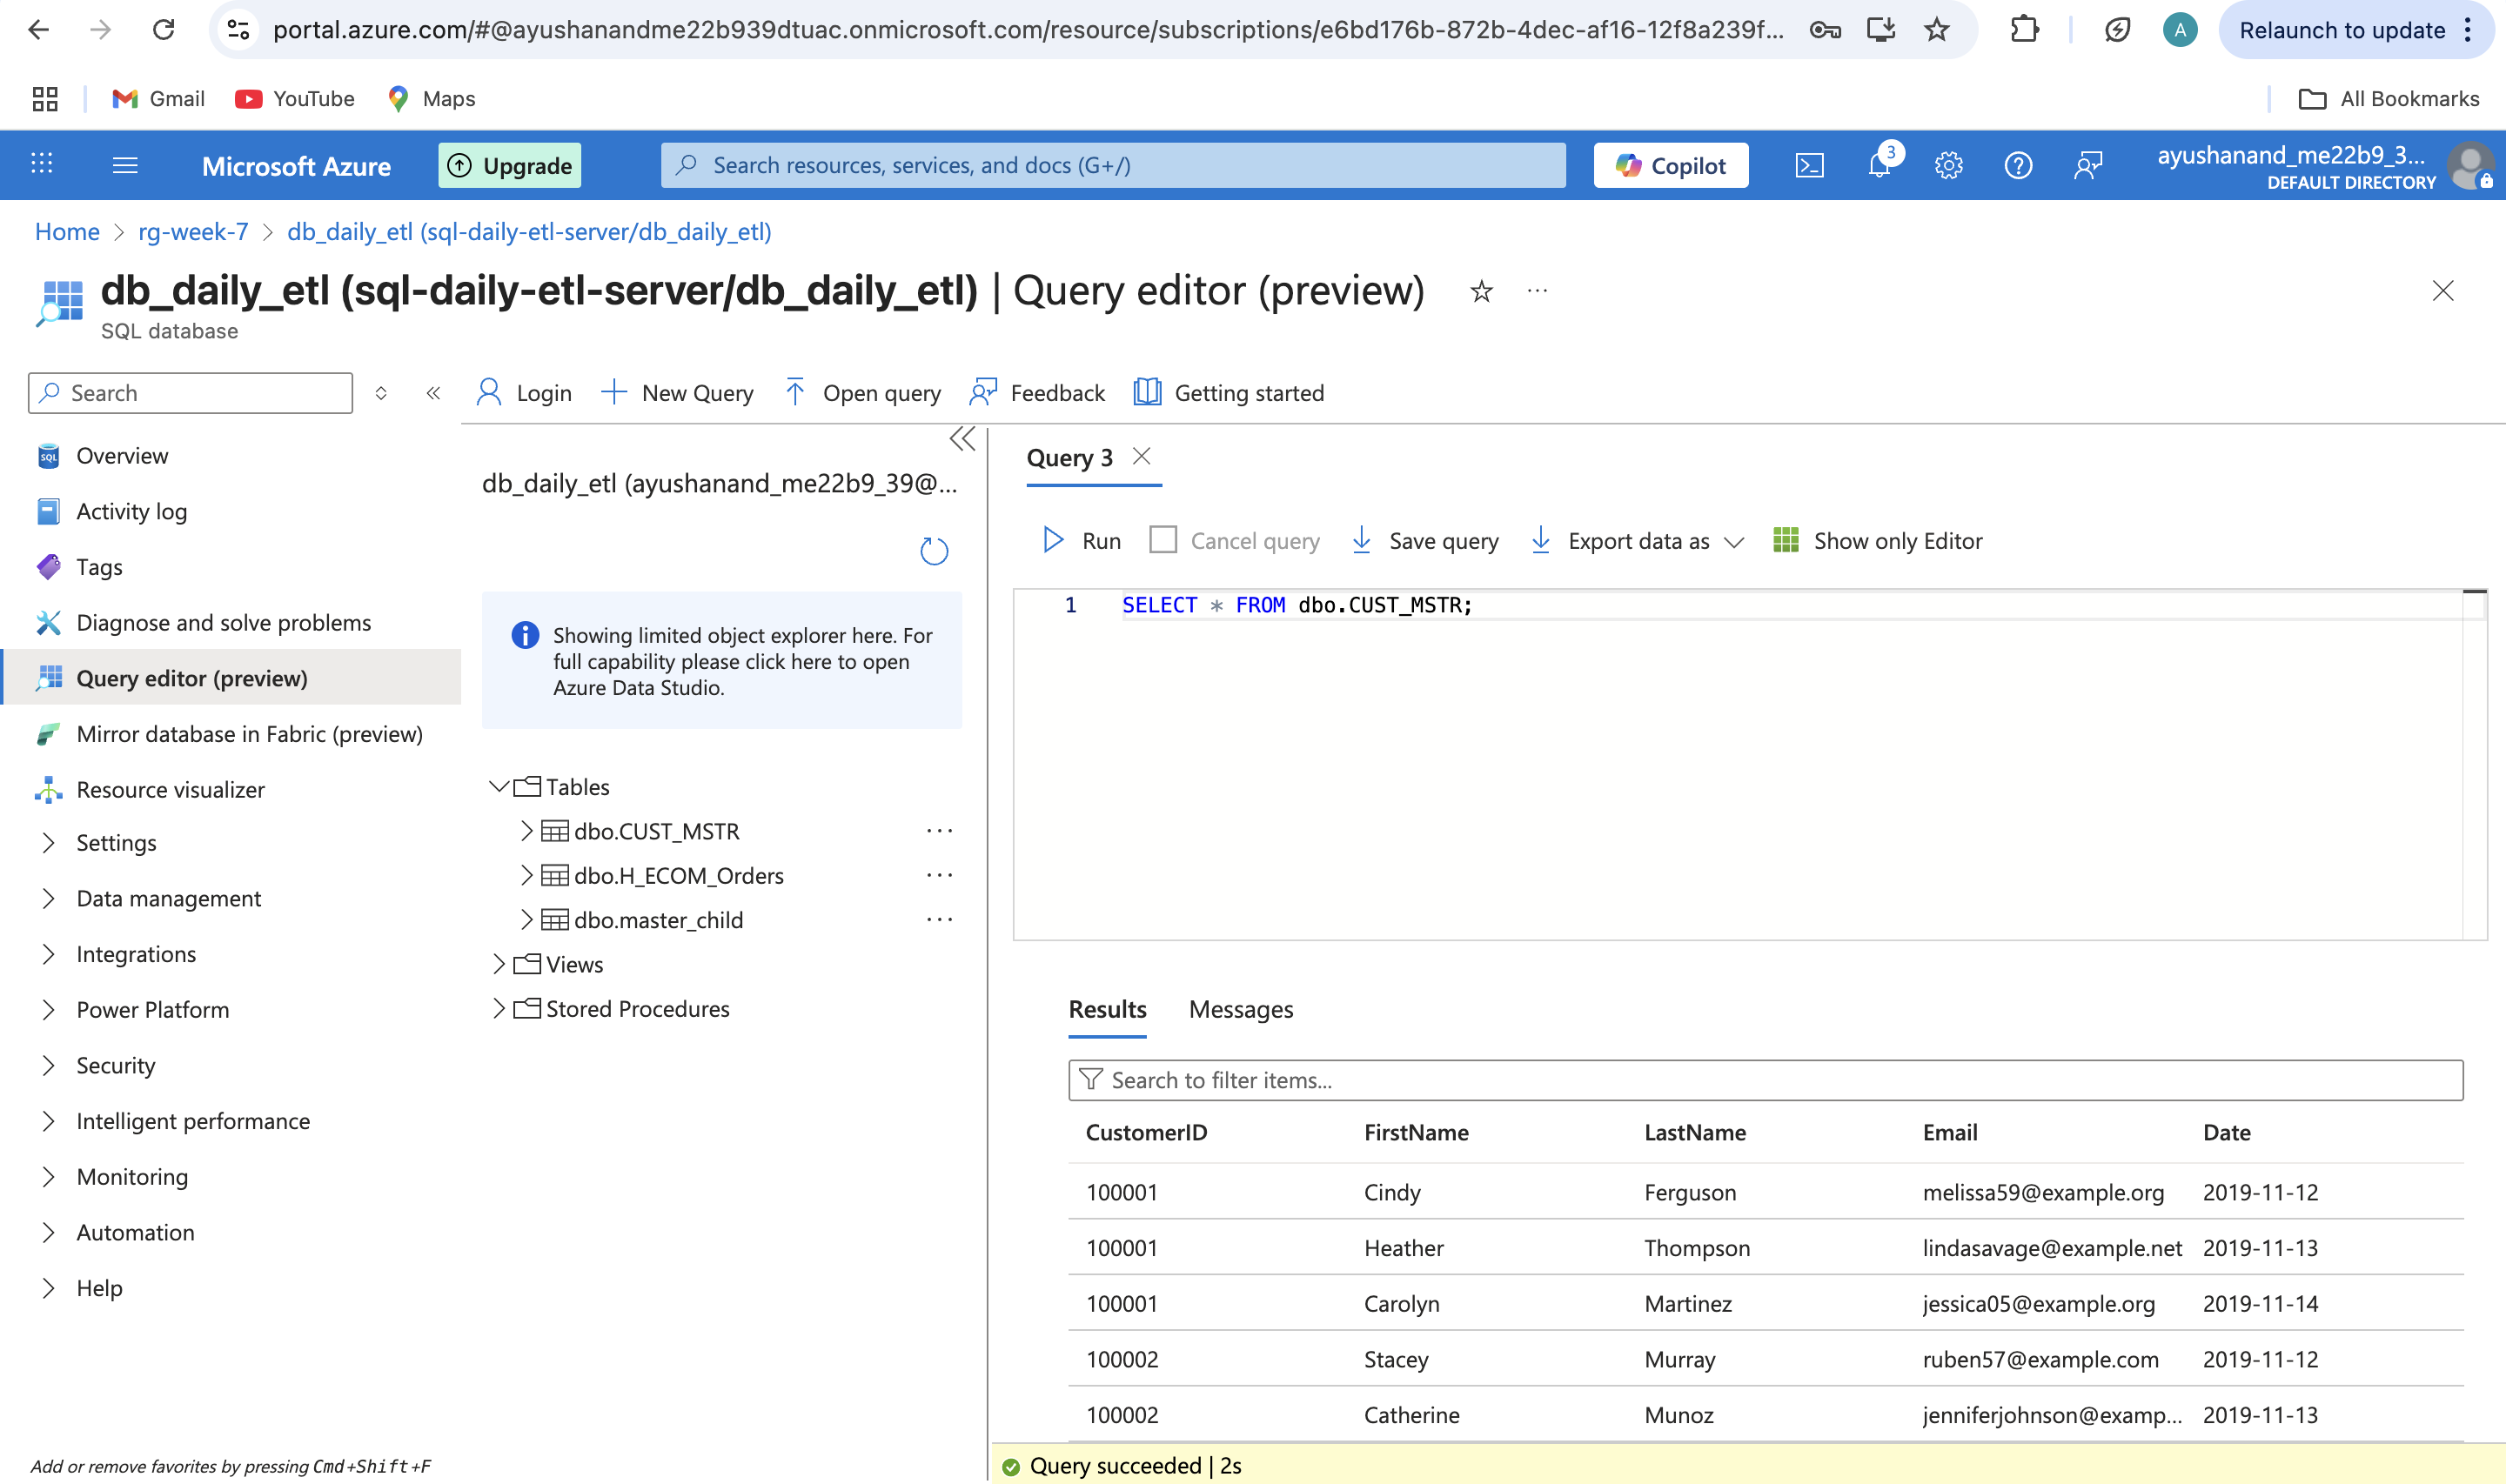 portal.azure.com/#@ayushanandme22b939dtuac.onmicrosoft.com/resource/subscriptions/e6bd176b-872b-4dec-af16-12f8a239f...
A
Relaunch to update
Gmail
YouTube
Maps
All Bookmarks
Microsoft Azure
Upgrade
Search resources, services, and docs (G+/)
Copilot
3
ayushanand_me22b9_3...
DEFAULT DIRECTORY
Home > rg-week-7 > db_daily_etl (sql-daily-etl-server/db_daily_etl)
db_daily_etl (sql-daily-etl-server/db_daily_etl) | Query editor (preview)
SQL database
Search
Overview
Activity log
Tags
Diagnose and solve problems
Query editor (preview)
Mirror database in Fabric (preview)
Resource visualizer
Settings
Data management
Integrations
Power Platform
Security
Intelligent performance
Monitoring
Automation
Help
Add or remove favorites by pressing Cmd+Shift+F
Login
New Query
Open query
Feedback
Getting started
db_daily_etl (ayushanand_me22b9_39@...
Showing limited object explorer here. For
full capability please click here to open
Azure Data Studio.
Tables
dbo.CUST_MSTR
dbo.H_ECOM_Orders
dbo.master_child
Views
Stored Procedures
Query 3
Run
Cancel query
Save query
Export data as
Show only Editor
1 SELECT * FROM dbo.CUST_MSTR;
Results
Messages
Search to filter items...
CustomerID FirstName LastName Email Date
100001 Cindy Ferguson melissa59@example.org 2019-11-12
100001 Heather Thompson lindasavage@example.net 2019-11-13
100001 Carolyn Martinez jessica05@example.org 2019-11-14
100002 Stacey Murray ruben57@example.com 2019-11-12
100002 Catherine Munoz jenniferjohnson@examp... 2019-11-13
Query succeeded | 2s